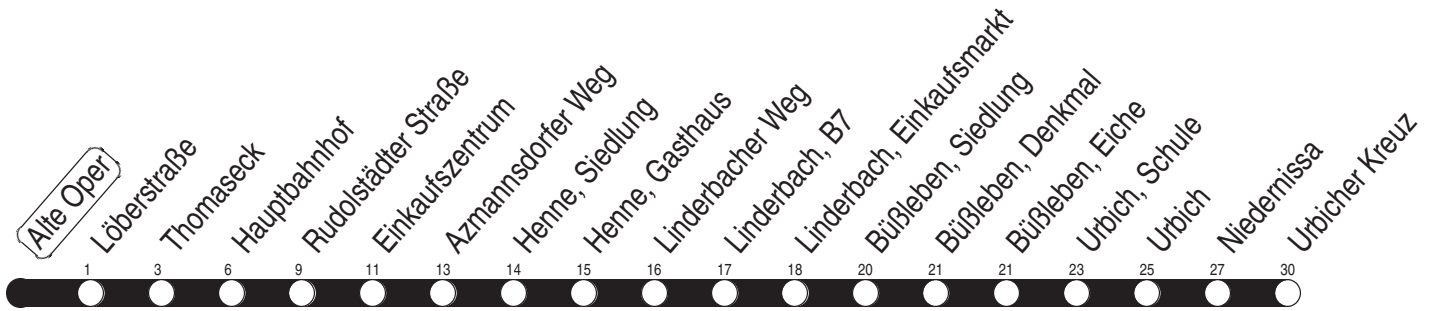 Alte Oper
Löberstraße
Thomaseck
Hauptbahnhof
Rudolstädter Straße
Einkaufszentrum
Azmannsdorfer Weg
Henne, Siedlung
Henne, Gasthaus
Linderbacher Weg
Linderbach, B7
Linderbach, Einkaufsmarkt
Büßleben, Siedlung
Büßleben, Denkmal
Büßleben, Eiche
Urbich, Schule
Urbich
Niedernissa
Urbicher Kreuz
1 3 6 9 11 13 14 15 16 17 18 20 21 21 23 25 27 30